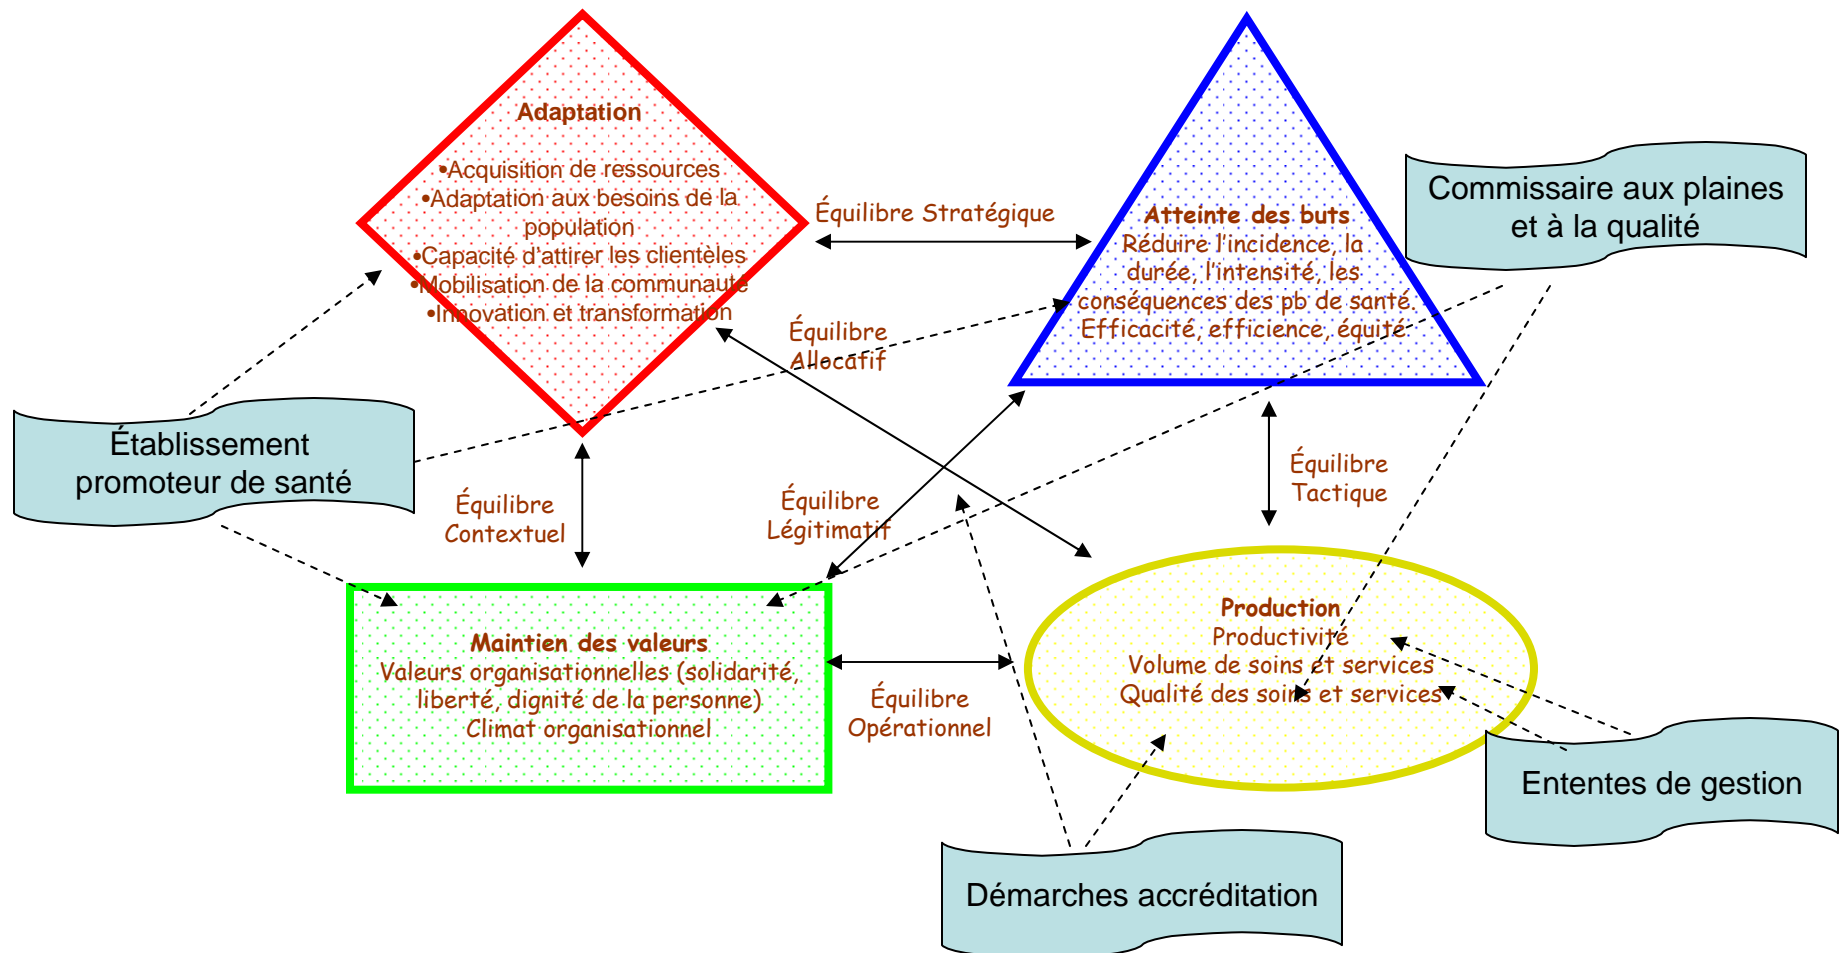 Adaptation
•Acquisition de ressources
•Adaptation aux besoins de la
population
•Capacité d'attirer les clientèles
•Mobilisation de la communauté
•Innovation et transformation
Équilibre Stratégique
Atteinte des buts
Réduire l'incidence, la
durée, l'intensité, les
conséquences des pb de santé.
Efficacité, efficience, équité
Commissaire aux plaines
et à la qualité
Équilibre
Allocatif
Établissement
promoteur de santé
Équilibre
Contextuel
Équilibre
Légitimatif
Équilibre
Tactique
Maintien des valeurs
Valeurs organisationnelles (solidarité,
liberté, dignité de la personne)
Climat organisationnel
Équilibre
Opérationnel
Production
Productivité
Volume de soins et services
Qualité des soins et services
Ententes de gestion
Démarches accréditation